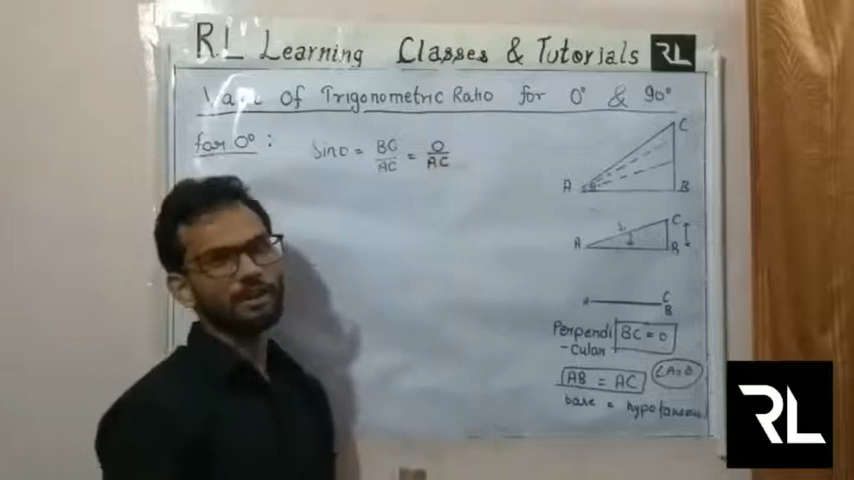 RL Learning Classes & Tutorials RL
of Trigonometric Ratio for 0° & 90°
for 0° :
Sin0 = BC/AC = 0/AC
A C B
A C B
A C B
Perpendi
-cular
BC = 0
AB = AC
∠A=0
base = hypotaneous
RL